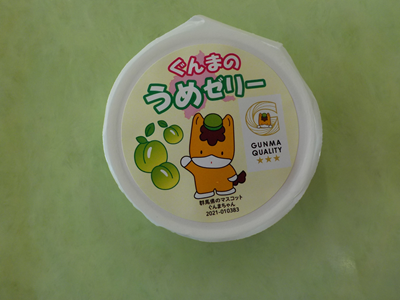 ぐんまの
うめゼリー
GUNMA
QUALITY
★★★
群馬県のマスコット
ぐんまちゃん
2021-010383